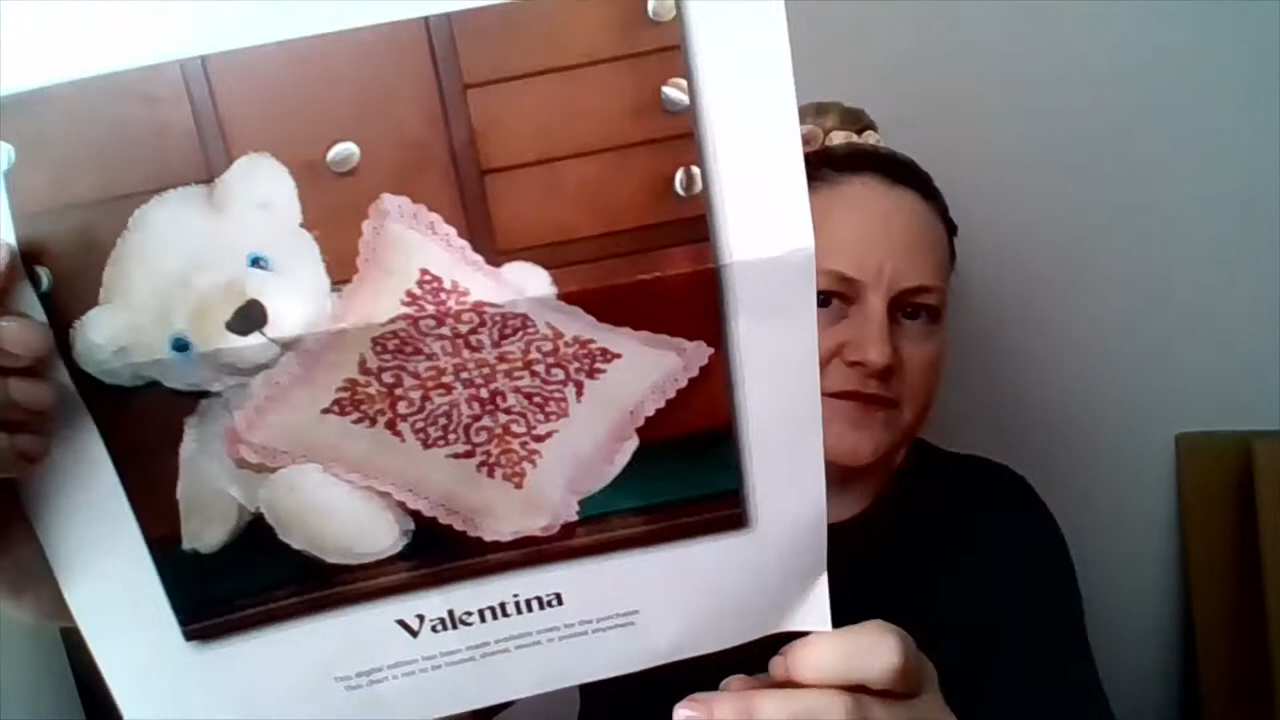 Valentina
This digital edition has been made available solely for the purchaser.
This chart is not to be traded, shared, resold, or posted anywhere.